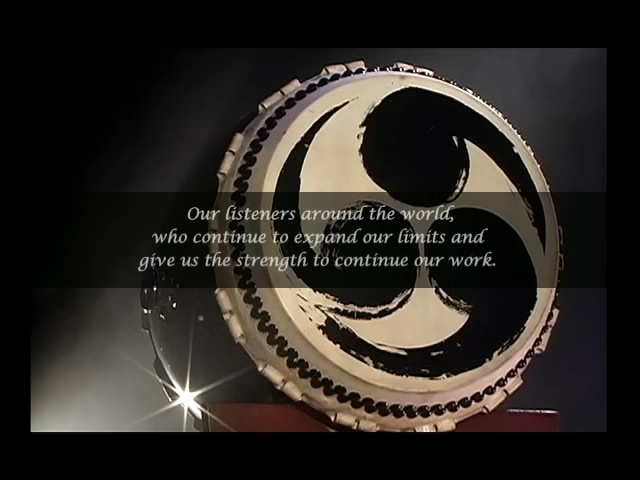 Our listeners around the world,
who continue to expand our limits and
give us the strength to continue our work.